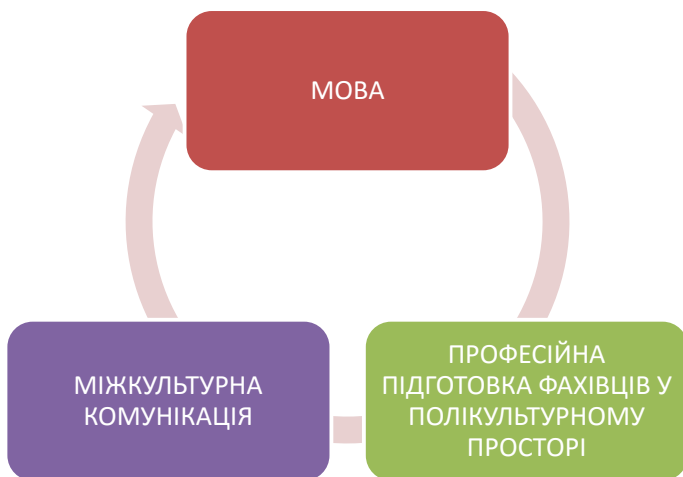 МОВА
МІЖКУЛЬТУРНА
КОМУНІКАЦІЯ
ПРОФЕСІЙНА
ПІДГОТОВКА ФАХІВЦІВ У
ПОЛІКУЛЬТУРНОМУ
ПРОСТОРІ